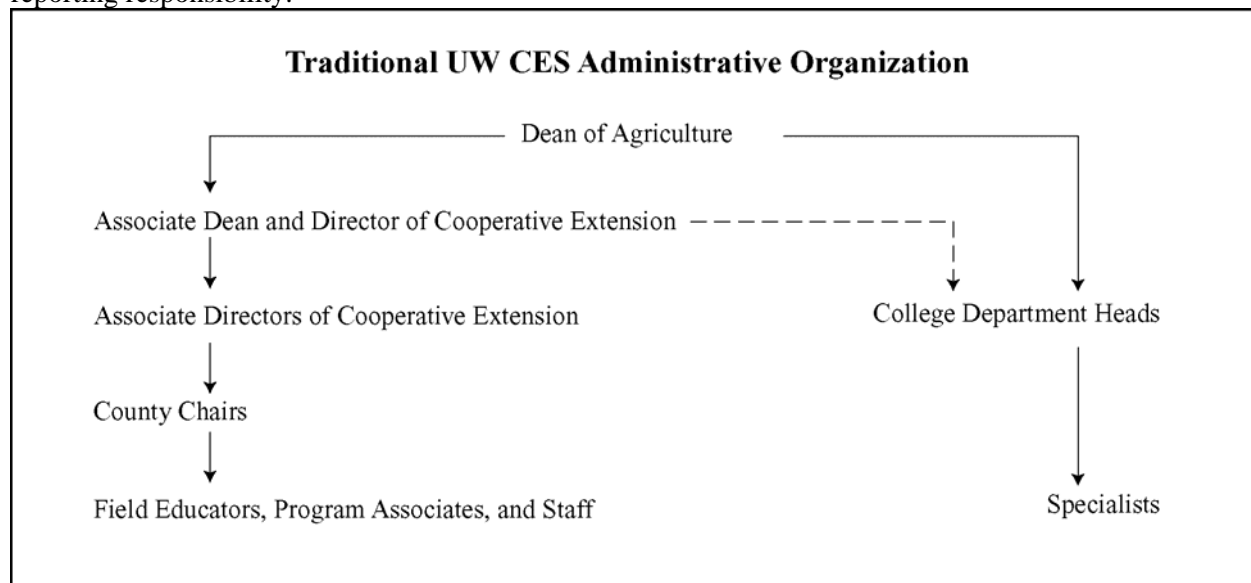 reporting responsibility.
Traditional UW CES Administrative Organization
Dean of Agriculture
Associate Dean and Director of Cooperative Extension
Associate Directors of Cooperative Extension
College Department Heads
County Chairs
Field Educators, Program Associates, and Staff
Specialists